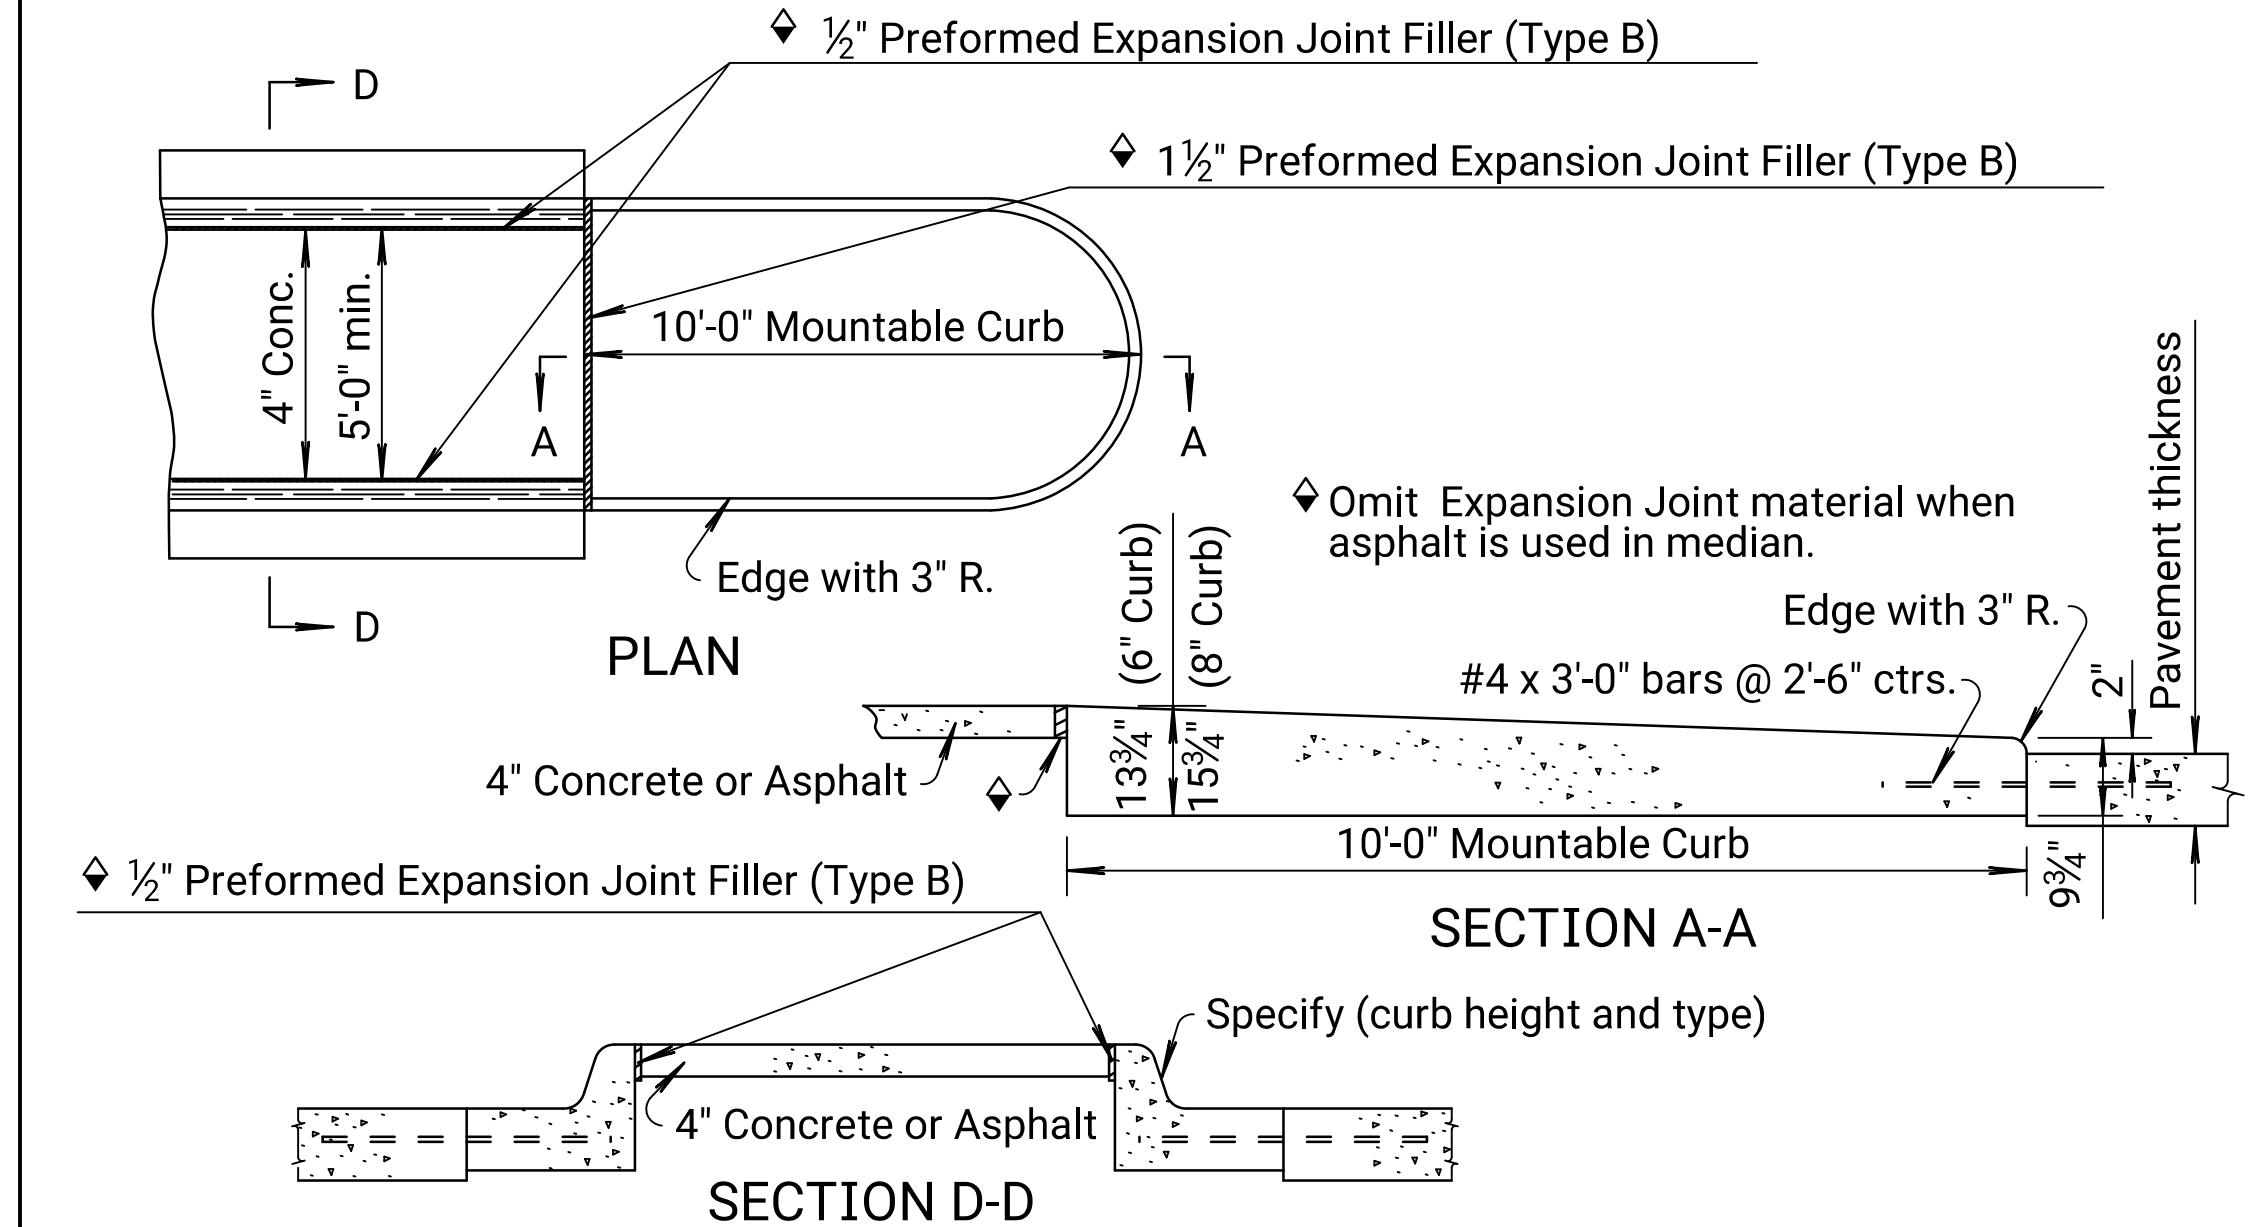 ½" Preformed Expansion Joint Filler (Type B)
D
1½" Preformed Expansion Joint Filler (Type B)
4" Conc.
5'-0" min.
10'-0" Mountable Curb
A
A
Edge with 3" R.
D
PLAN
Omit Expansion Joint material when
asphalt is used in median.
(6" Curb)
(8" Curb)
Pavement thickness
Edge with 3" R.
#4 x 3'-0" bars @ 2'-6" ctrs.
2"
13¾"
15¾"
4" Concrete or Asphalt
10'-0" Mountable Curb
9¾"
SECTION A-A
½" Preformed Expansion Joint Filler (Type B)
Specify (curb height and type)
4" Concrete or Asphalt
SECTION D-D